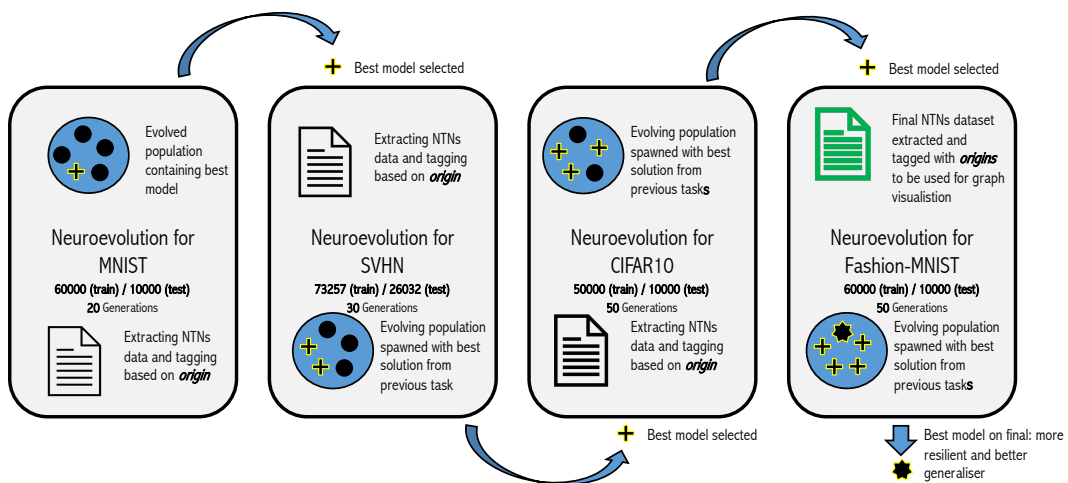 Best model selected
Evolved
population
containing best
model
Neuroevolution for
MNIST
60000 (train) / 10000 (test)
20 Generations
Extracting NTNs
data and tagging
based on origin
Extracting NTNs
data and tagging
based on origin
Neuroevolution for
SVHN
73257 (train) / 26032 (test)
30 Generations
Evolving population
spawned with best
solution from
previous task
Evolving population
spawned with best
solution from
previous tasks
Neuroevolution for
CIFAR10
50000 (train) / 10000 (test)
50 Generations
Extracting NTNs
data and tagging
based on origin
Best model selected
Best model selected
Final NTNs dataset
extracted and
tagged with origins
to be used for graph
visualistion
Neuroevolution for
Fashion-MNIST
60000 (train) / 10000 (test)
50 Generations
Evolving population
spawned with best
solution from
previous tasks
Best model on final: more
resilient and better
generaliser